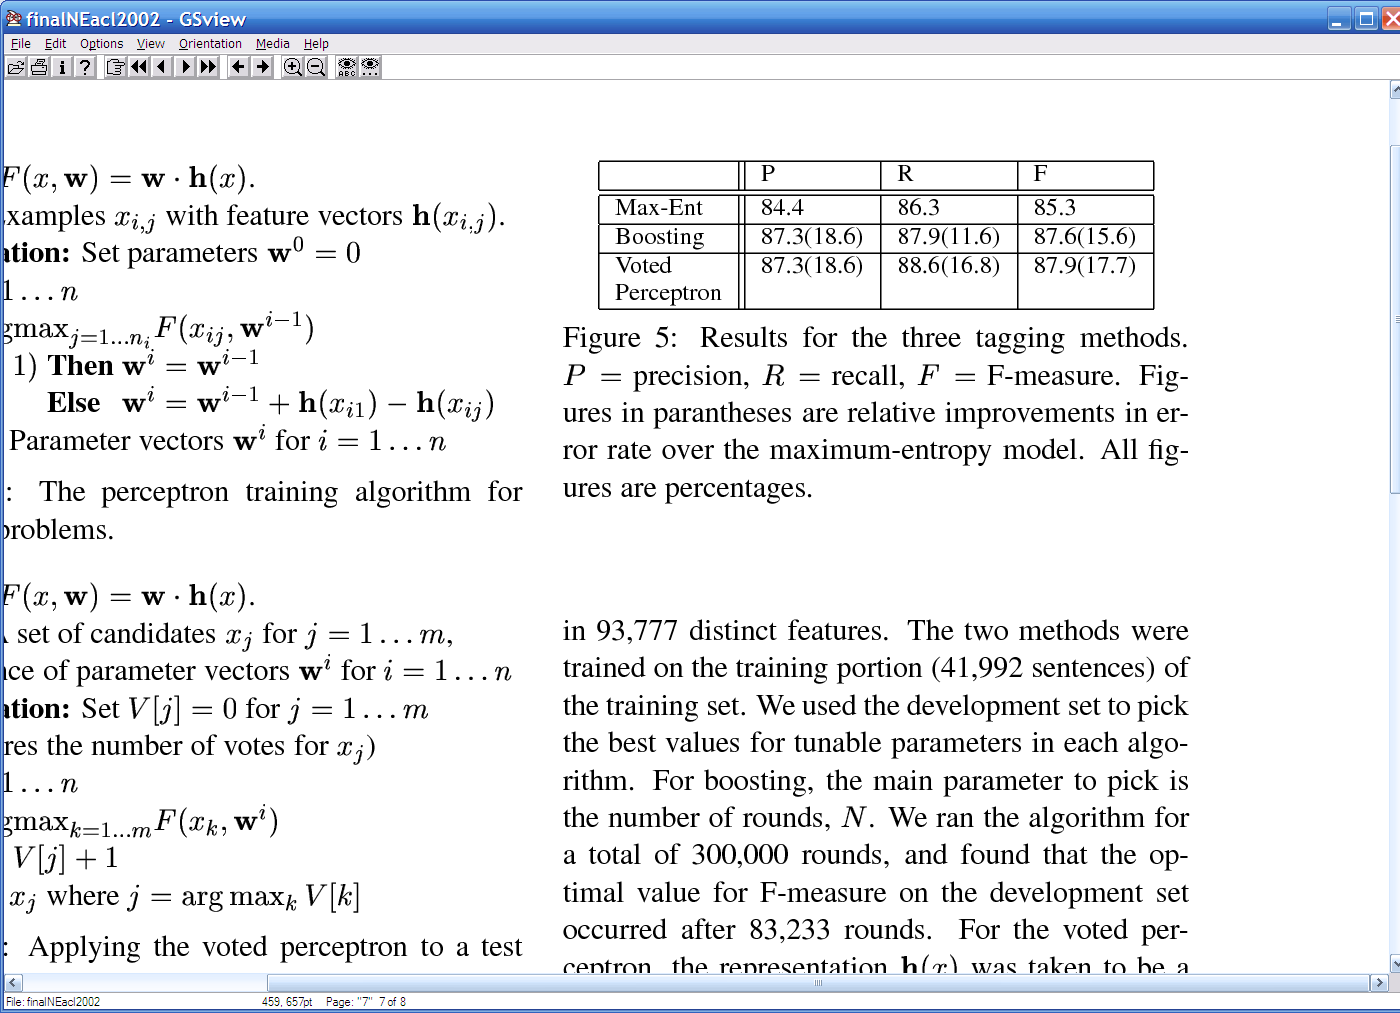 finalNEacl2002 - GSview
File Edit Options View Orientation Media Help
F(x, w) = w · h(x).
xamples x_{i,j} with feature vectors h(x_{i,j}).
ation: Set parameters w^0 = 0
1 … n
gmax_{j=1…n_i} F(x_{ij}, w^{i−1})
1) Then w^i = w^{i−1}
Else w^i = w^{i−1} + h(x_{i1}) − h(x_{ij})
Parameter vectors w^i for i = 1 … n
: The perceptron training algorithm for
problems.
F(x, w) = w · h(x).
A set of candidates x_j for j = 1 … m,
ce of parameter vectors w^i for i = 1 … n
ation: Set V[j] = 0 for j = 1 … m
res the number of votes for x_j)
1 … n
gmax_{k=1…m} F(x_k, w^i)
V[j] + 1
x_j where j = arg max_k V[k]
: Applying the voted perceptron to a test
P R F
Max-Ent 84.4 86.3 85.3
Boosting 87.3(18.6) 87.9(11.6) 87.6(15.6)
Voted 87.3(18.6) 88.6(16.8) 87.9(17.7)
Perceptron
Figure 5: Results for the three tagging methods.
P = precision, R = recall, F = F-measure. Fig-
ures in parantheses are relative improvements in er-
ror rate over the maximum-entropy model. All fig-
ures are percentages.
in 93,777 distinct features. The two methods were
trained on the training portion (41,992 sentences) of
the training set. We used the development set to pick
the best values for tunable parameters in each algo-
rithm. For boosting, the main parameter to pick is
the number of rounds, N. We ran the algorithm for
a total of 300,000 rounds, and found that the op-
timal value for F-measure on the development set
occurred after 83,233 rounds. For the voted per-
ceptron, the representation h(x) was taken to be a
File: finalNEacl2002 459, 657pt Page: "7" 7 of 8